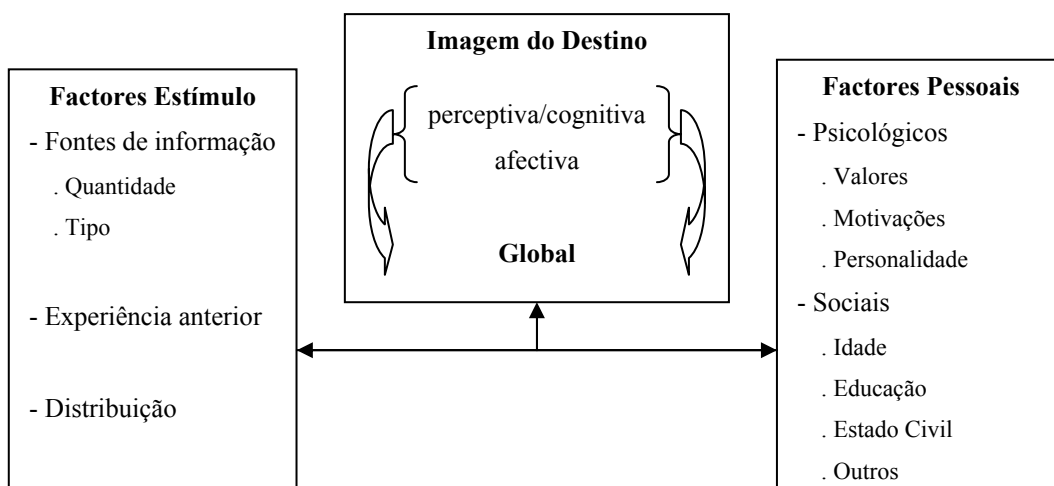 Imagem do Destino
perceptiva/cognitiva
afectiva
Global
Factores Estímulo
- Fontes de informação
. Quantidade
. Tipo
- Experiência anterior
- Distribuição
Factores Pessoais
- Psicológicos
. Valores
. Motivações
. Personalidade
- Sociais
. Idade
. Educação
. Estado Civil
. Outros